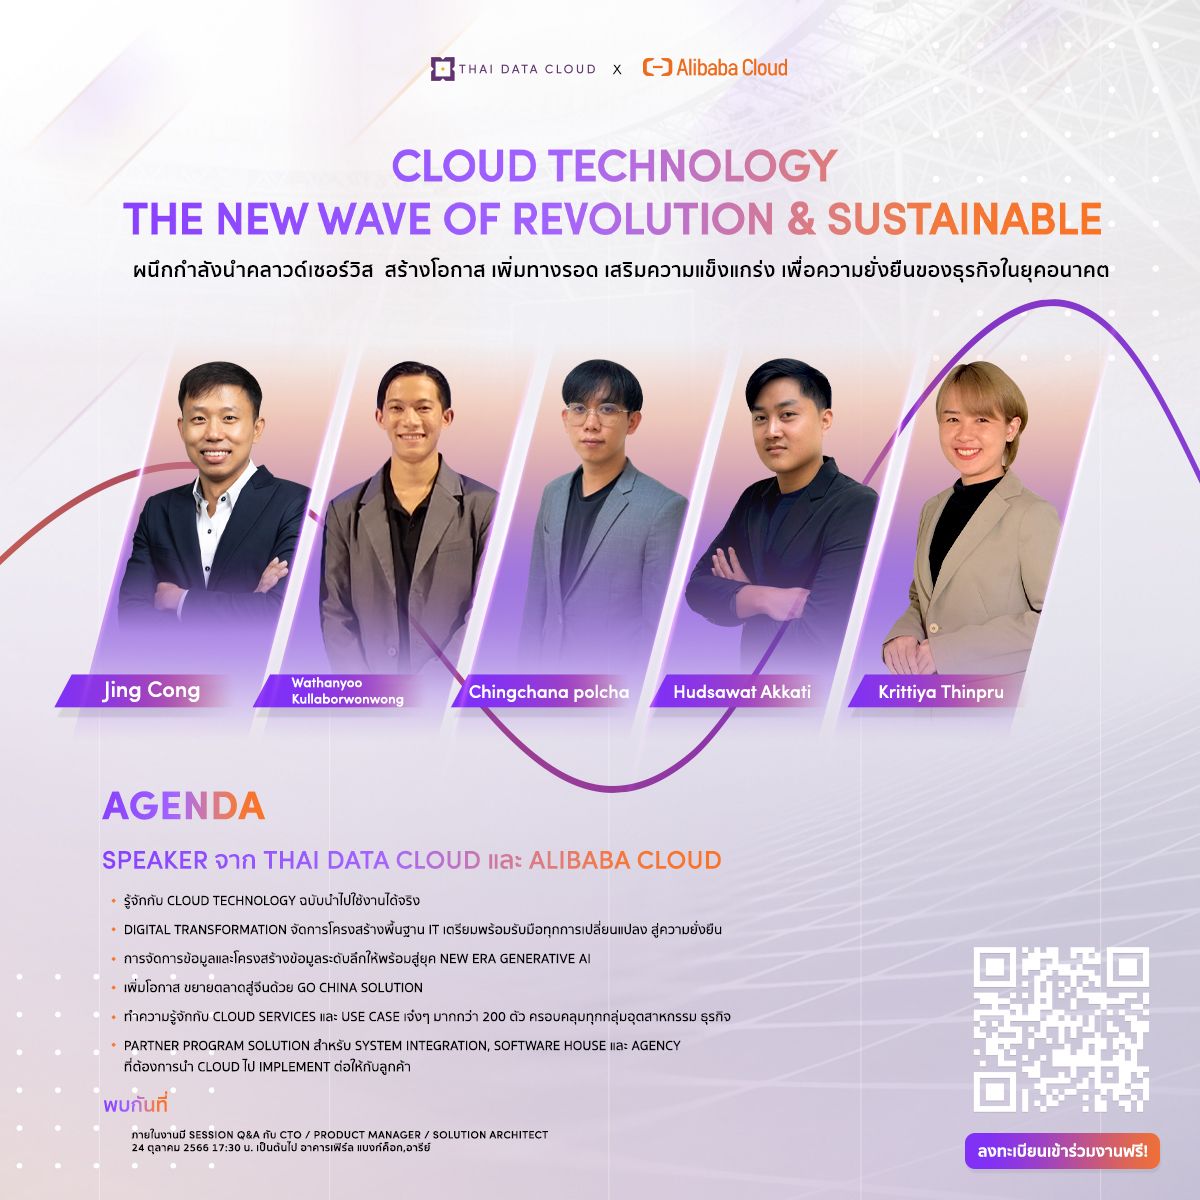 THAI DATA CLOUD X Alibaba Cloud
CLOUD TECHNOLOGY
THE NEW WAVE OF REVOLUTION & SUSTAINABLE
ผนึกกำลังนำคลาวด์เซอร์วิส สร้างโอกาส เพิ่มทางรอด เสริมความแข็งแกร่ง เพื่อความยั่งยืนของธุรกิจในยุคอนาคต
Jing Cong
Wathanyoo
Kullaborwonwong
Chingchana polcha
Hudsawat Akkati
Krittiya Thinpru
AGENDA
SPEAKER จาก THAI DATA CLOUD และ ALIBABA CLOUD
• รู้จักกับ CLOUD TECHNOLOGY ฉบับนำไปใช้งานได้จริง
• DIGITAL TRANSFORMATION จัดการโครงสร้างพื้นฐาน IT เตรียมพร้อมรับมือทุกการเปลี่ยนแปลง สู่ความยั่งยืน
• การจัดการข้อมูลและโครงสร้างข้อมูลระดับลึกให้พร้อมสู่ยุค NEW ERA GENERATIVE AI
• เพิ่มโอกาส ขยายตลาดสู่จีนด้วย GO CHINA SOLUTION
• ทำความรู้จักกับ CLOUD SERVICES และ USE CASE เจ๋งๆ มากกว่า 200 ตัว ครอบคลุมทุกกลุ่มอุตสาหกรรม ธุรกิจ
• PARTNER PROGRAM SOLUTION สำหรับ SYSTEM INTEGRATION, SOFTWARE HOUSE และ AGENCY
ที่ต้องการนำ CLOUD ไป IMPLEMENT ต่อให้กับลูกค้า
พบกันที่
ภายในงานมี SESSION Q&A กับ CTO / PRODUCT MANAGER / SOLUTION ARCHITECT
24 ตุลาคม 2566 17:30 น. เป็นต้นไป อาคารเพิร์ล แบงก์ค็อก,อารีย์
ลงทะเบียนเข้าร่วมงานฟรี!